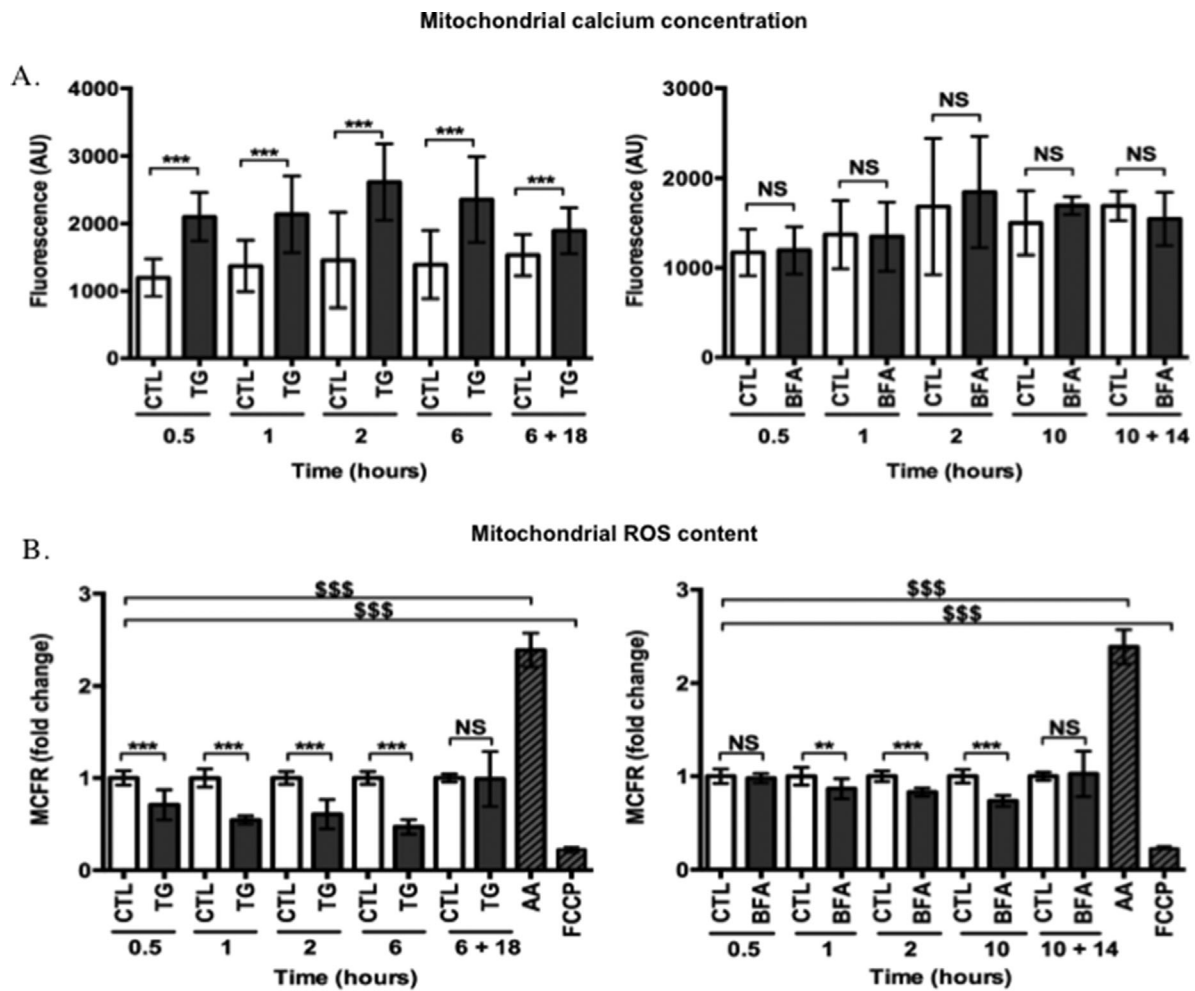 Mitochondrial calcium concentration
A.
Fluorescence (AU)
4000
3000
2000
1000
0
*** *** *** *** ***
CTL TG CTL TG CTL TG CTL TG CTL TG
0.5 1 2 6 6 + 18
Time (hours)
Fluorescence (AU)
3000
2000
1000
0
NS NS NS NS NS
CTL BFA CTL BFA CTL BFA CTL BFA CTL BFA
0.5 1 2 10 10 + 14
Time (hours)
Mitochondrial ROS content
B.
MCFR (fold change)
3
2
1
0
$$$
$$$
*** *** *** *** NS
CTL TG CTL TG CTL TG CTL TG CTL TG AA FCCP
0.5 1 2 6 6 + 18
Time (hours)
MCFR (fold change)
3
2
1
0
$$$
$$$
NS ** *** *** NS
CTL BFA CTL BFA CTL BFA CTL BFA CTL BFA AA FCCP
0.5 1 2 10 10 + 14
Time (hours)